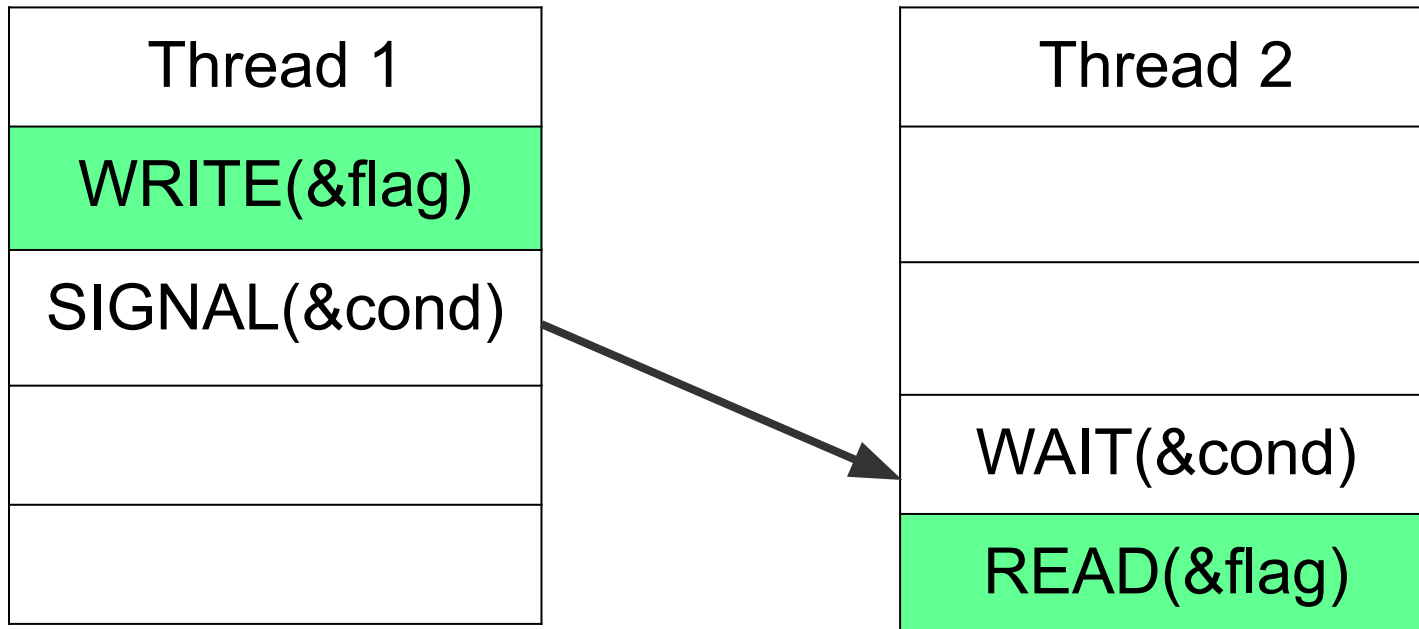 Thread 1
WRITE(&flag)
SIGNAL(&cond)
Thread 2
WAIT(&cond)
READ(&flag)